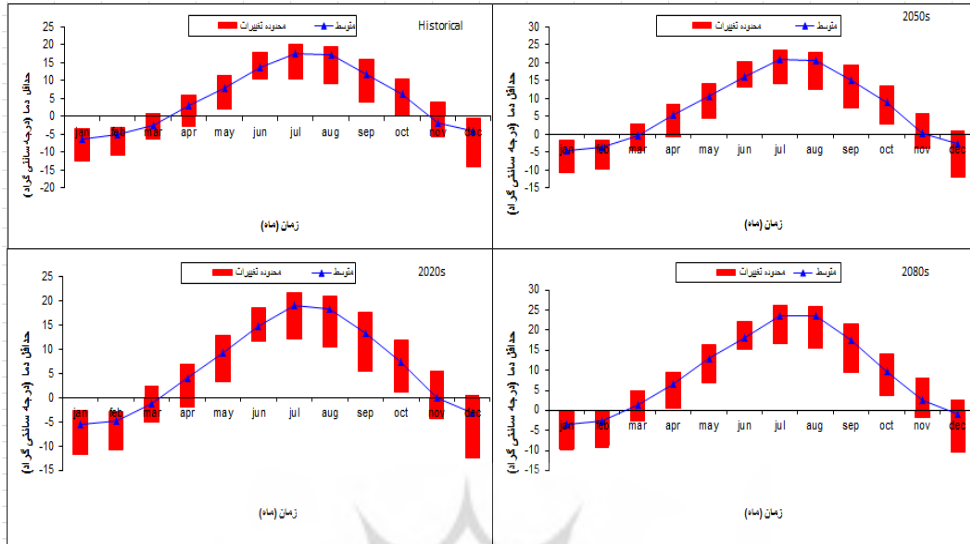 Historical
محدوده تغییرات متوسط
25
20
15
10
5
0
-5
-10
-15
-20
jan feb mar apr may jun jul aug sep oct nov dec
حداقل دما (درجه سانتی گراد)
زمان (ماه)
2050s
محدوده تغییرات متوسط
30
25
20
15
10
5
0
-5
-10
-15
jan feb mar apr may jun jul aug sep oct nov dec
حداقل دما (درجه سانتی گراد)
زمان (ماه)
2020s
محدوده تغییرات متوسط
25
20
15
10
5
0
-5
-10
-15
jan feb mar apr may jun jul aug sep oct nov dec
حداقل دما (درجه سانتی گراد)
زمان (ماه)
2080s
محدوده تغییرات متوسط
30
25
20
15
10
5
0
-5
-10
-15
jan feb mar apr may jun jul aug sep oct nov dec
حداقل دما (درجه سانتی گراد)
زمان (ماه)